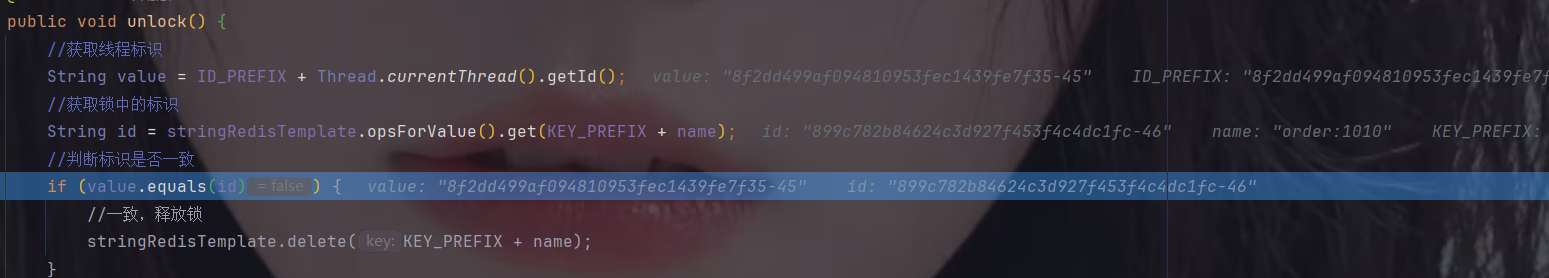 public void unlock() {
//获取线程标识
String value = ID_PREFIX + Thread.currentThread().getId();   value: "8f2dd499af094810953fec1439fe7f35-45"   ID_PREFIX: "8f2dd499af094810953fec1439fe7f
//获取锁中的标识
String id = stringRedisTemplate.opsForValue().get(KEY_PREFIX + name);   id: "899c782b84624c3d927f453f4c4dc1fc-46"   name: "order:1010"   KEY_PREFIX:
//判断标识是否一致
if (value.equals(id) = false ) {   value: "8f2dd499af094810953fec1439fe7f35-45"   id: "899c782b84624c3d927f453f4c4dc1fc-46"
//一致，释放锁
stringRedisTemplate.delete( key: KEY_PREFIX + name);
}